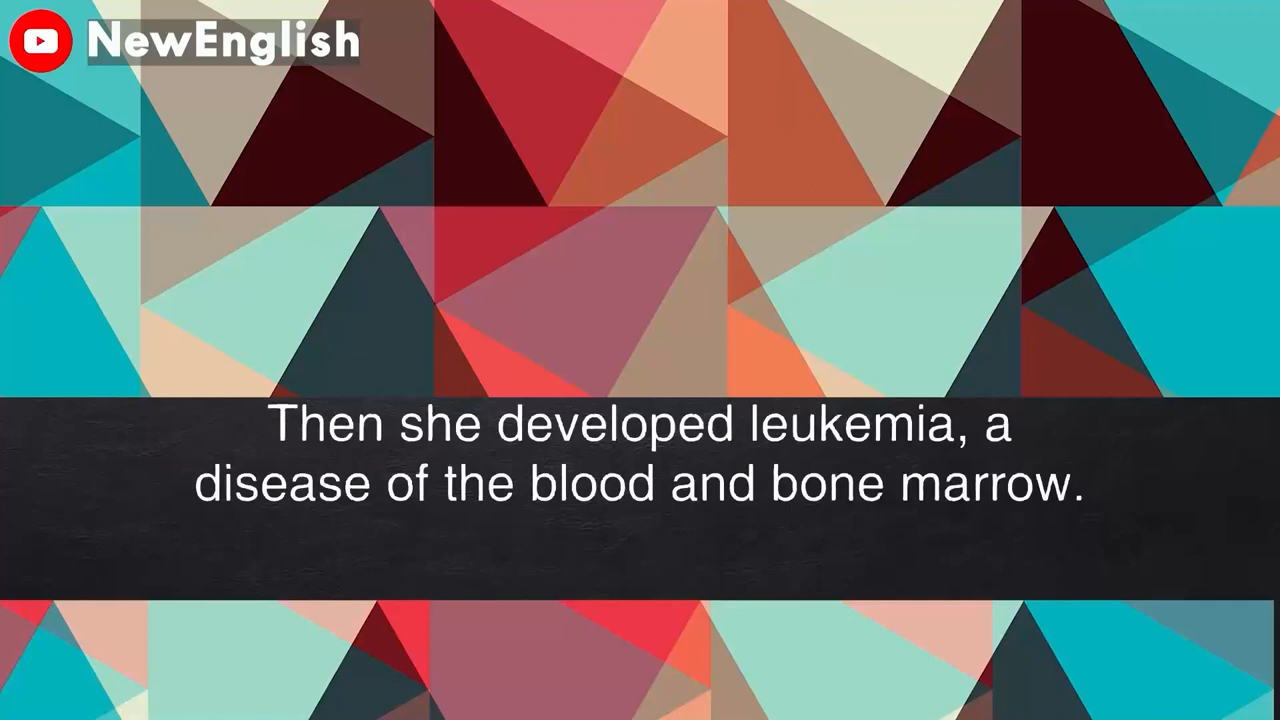 NewEnglish
Then she developed leukemia, a
disease of the blood and bone marrow.